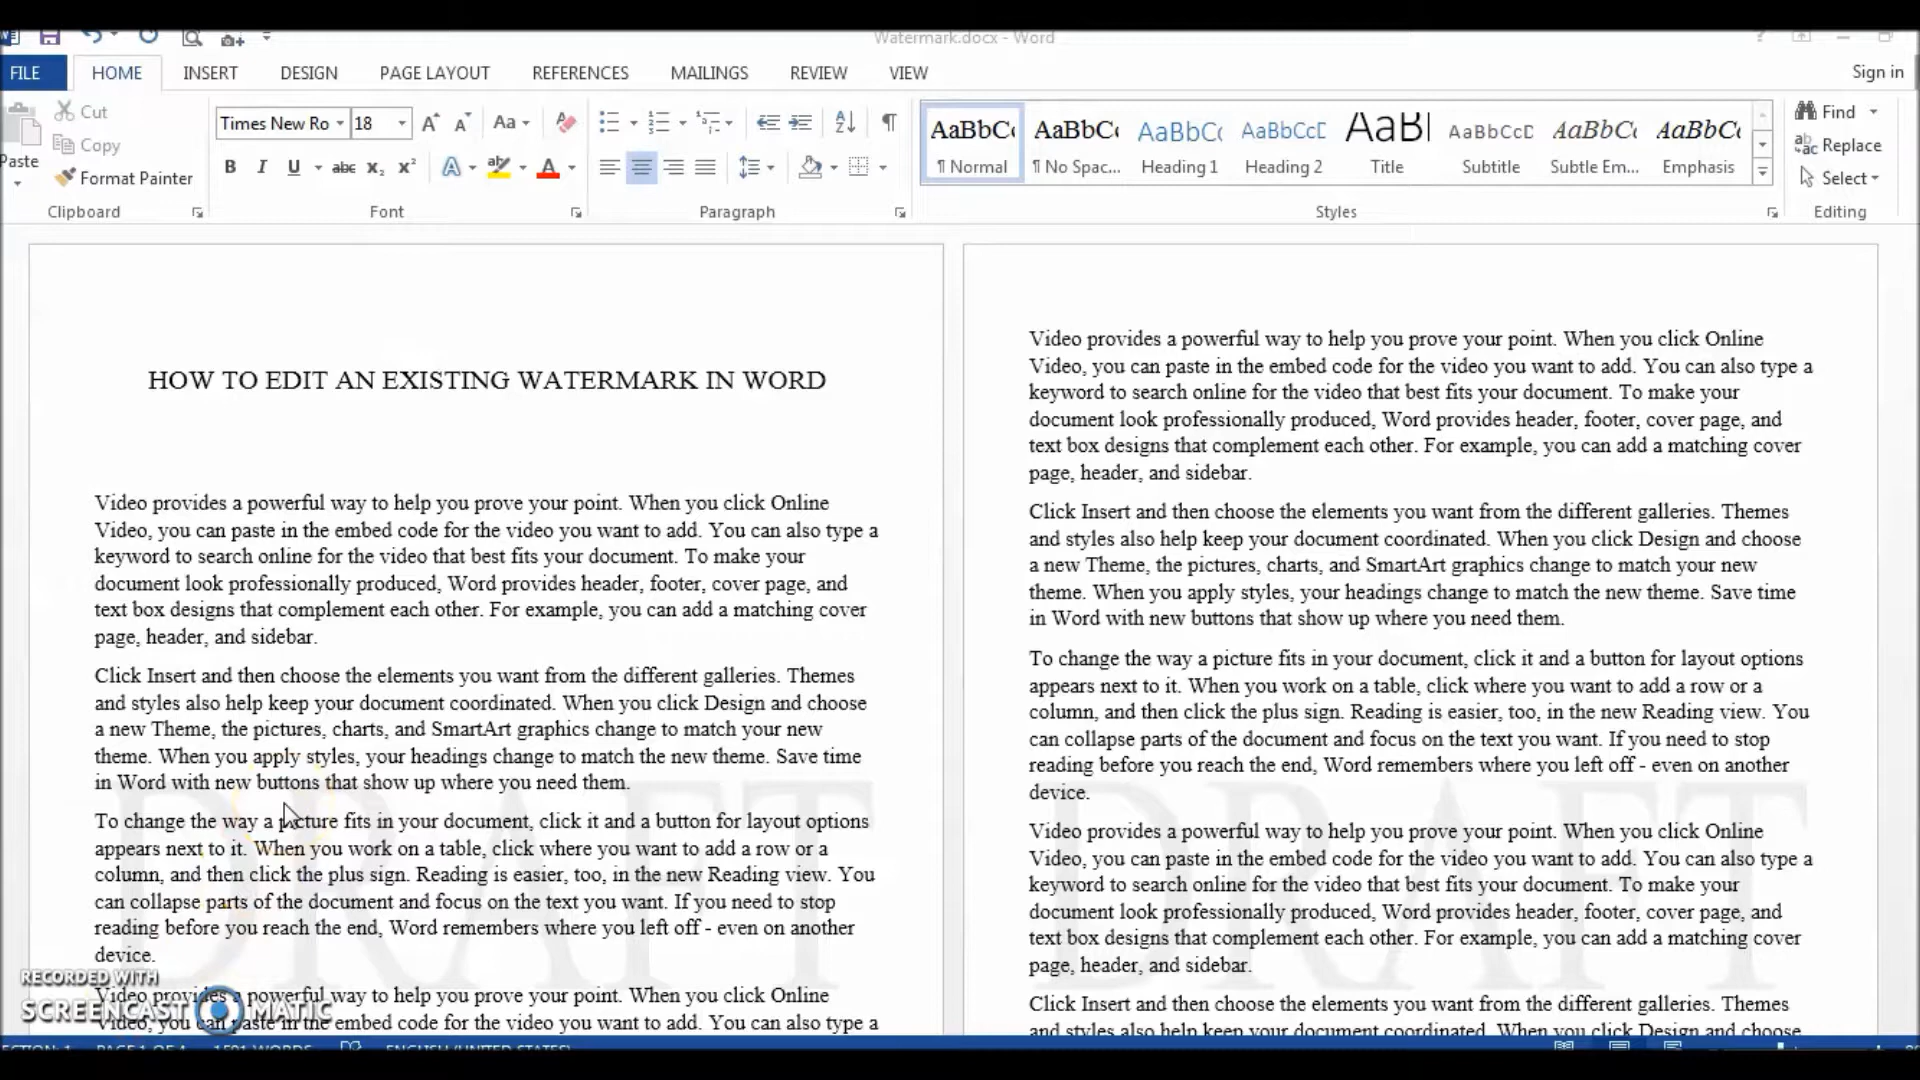 Watermark.docx - Word
FILE
HOME
INSERT
DESIGN
PAGE LAYOUT
REFERENCES
MAILINGS
REVIEW
VIEW
Sign in
Paste
Cut
Copy
Format Painter
Clipboard
Times New Ro
18
Aa
B I U abc x₂ x²
A
A
Font
Paragraph
AaBbCc
¶ Normal
AaBbCc
¶ No Spac...
AaBbCc
Heading 1
AaBbCcD
Heading 2
AaB
Title
AaBbCcD
Subtitle
AaBbCc
Subtle Em...
AaBbCc
Emphasis
Styles
Find
Replace
Select
Editing
HOW TO EDIT AN EXISTING WATERMARK IN WORD
Video provides a powerful way to help you prove your point. When you click Online
Video, you can paste in the embed code for the video you want to add. You can also type a
keyword to search online for the video that best fits your document. To make your
document look professionally produced, Word provides header, footer, cover page, and
text box designs that complement each other. For example, you can add a matching cover
page, header, and sidebar.
Click Insert and then choose the elements you want from the different galleries. Themes
and styles also help keep your document coordinated. When you click Design and choose
a new Theme, the pictures, charts, and SmartArt graphics change to match your new
theme. When you apply styles, your headings change to match the new theme. Save time
in Word with new buttons that show up where you need them.
To change the way a picture fits in your document, click it and a button for layout options
appears next to it. When you work on a table, click where you want to add a row or a
column, and then click the plus sign. Reading is easier, too, in the new Reading view. You
can collapse parts of the document and focus on the text you want. If you need to stop
reading before you reach the end, Word remembers where you left off - even on another
device.
Video provides a powerful way to help you prove your point. When you click Online
Video, you can paste in the embed code for the video you want to add. You can also type a
DRAFT
Video provides a powerful way to help you prove your point. When you click Online
Video, you can paste in the embed code for the video you want to add. You can also type a
keyword to search online for the video that best fits your document. To make your
document look professionally produced, Word provides header, footer, cover page, and
text box designs that complement each other. For example, you can add a matching cover
page, header, and sidebar.
Click Insert and then choose the elements you want from the different galleries. Themes
and styles also help keep your document coordinated. When you click Design and choose
a new Theme, the pictures, charts, and SmartArt graphics change to match your new
theme. When you apply styles, your headings change to match the new theme. Save time
in Word with new buttons that show up where you need them.
To change the way a picture fits in your document, click it and a button for layout options
appears next to it. When you work on a table, click where you want to add a row or a
column, and then click the plus sign. Reading is easier, too, in the new Reading view. You
can collapse parts of the document and focus on the text you want. If you need to stop
reading before you reach the end, Word remembers where you left off - even on another
device.
Video provides a powerful way to help you prove your point. When you click Online
Video, you can paste in the embed code for the video you want to add. You can also type a
keyword to search online for the video that best fits your document. To make your
document look professionally produced, Word provides header, footer, cover page, and
text box designs that complement each other. For example, you can add a matching cover
page, header, and sidebar.
Click Insert and then choose the elements you want from the different galleries. Themes
and styles also help keep your document coordinated. When you click Design and choose
DRAFT
RECORDED WITH
SCREENCAST MATIC
PAGE 1 OF 4
WORDS
ENGLISH (UNITED STATES)